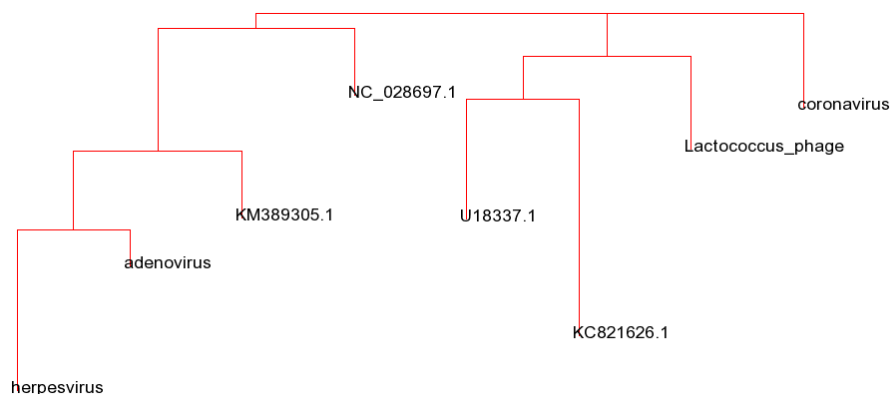 NC_028697.1
coronavirus
Lactococcus_phage
KM389305.1
U18337.1
adenovirus
KC821626.1
herpesvirus